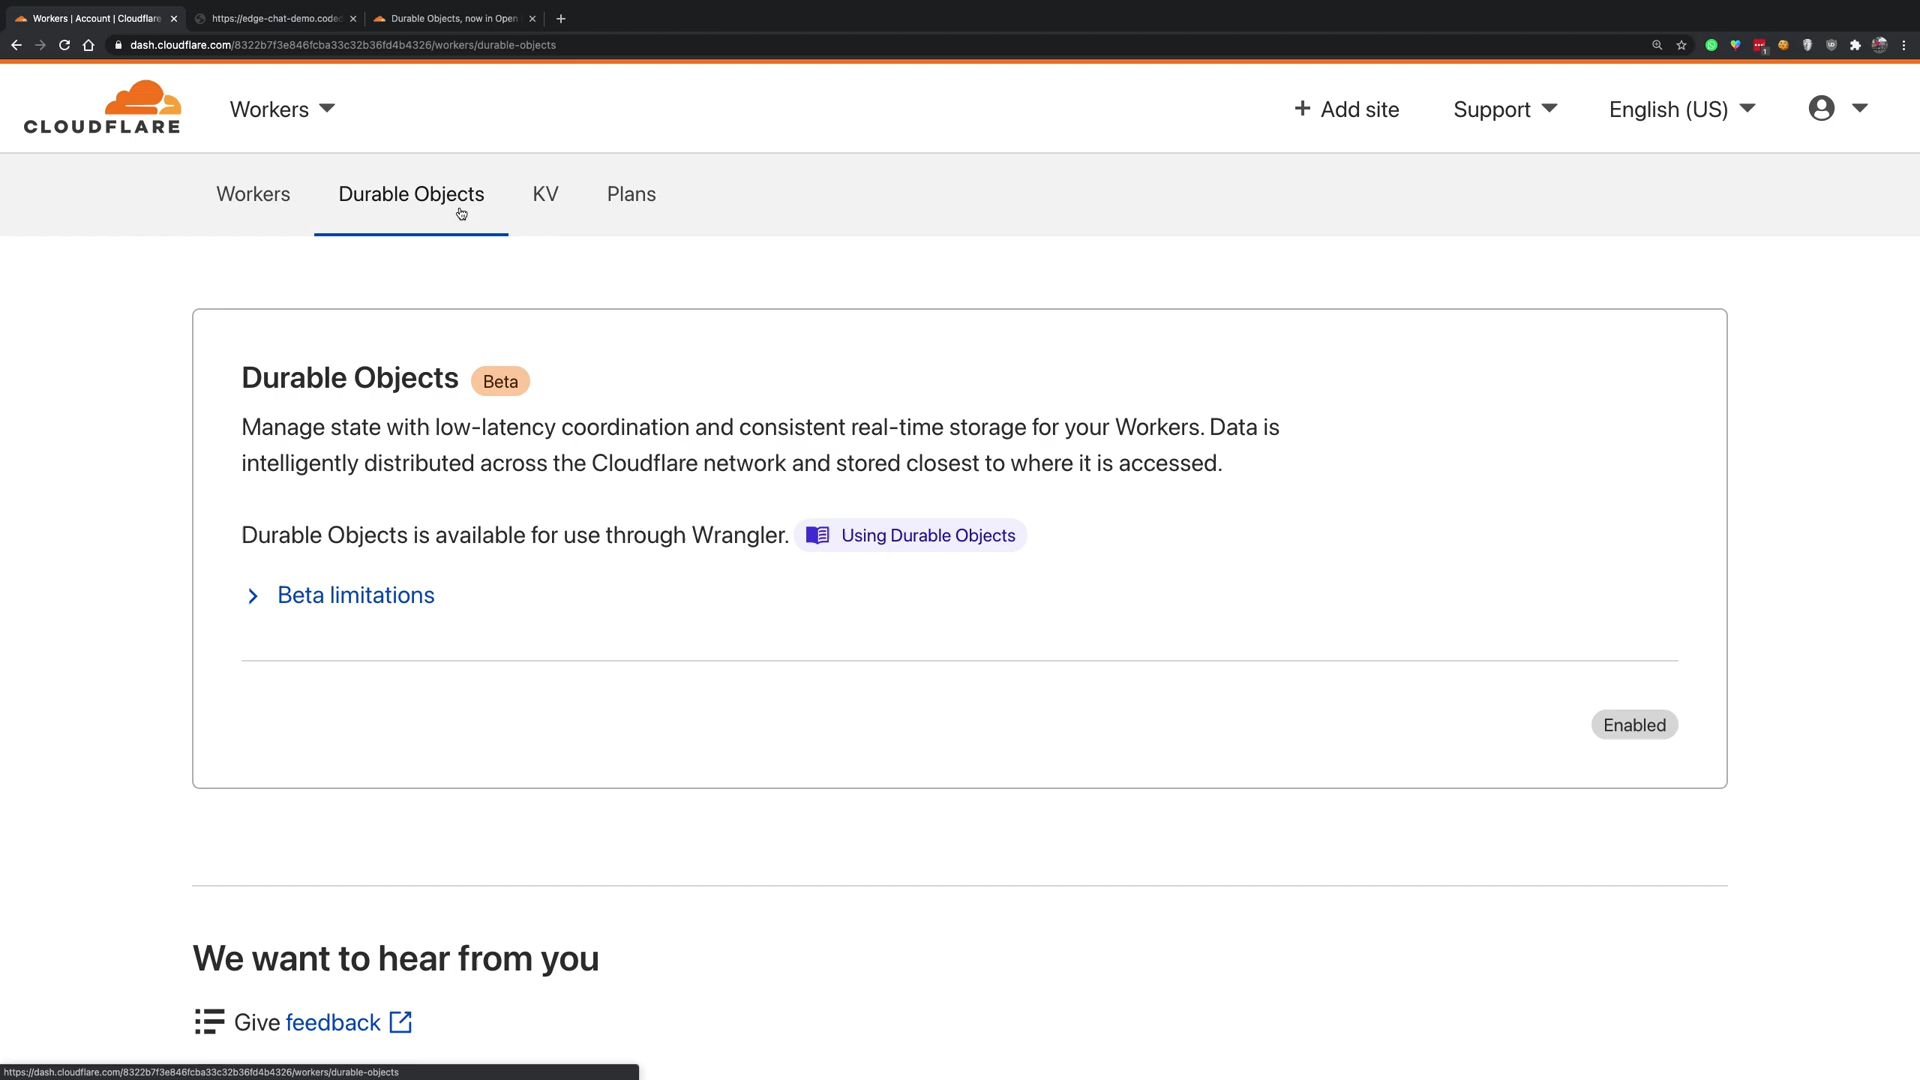 Workers | Account | Cloudflare
https://edge-chat-demo.coded
Durable Objects, now in Open
dash.cloudflare.com/8322b7f3e846fcba33c32b36fd4b4326/workers/durable-objects
CLOUDFLARE
Workers
+ Add site
Support
English (US)
Workers
Durable Objects
KV
Plans
Durable Objects Beta
Manage state with low-latency coordination and consistent real-time storage for your Workers. Data is
intelligently distributed across the Cloudflare network and stored closest to where it is accessed.
Durable Objects is available for use through Wrangler. Using Durable Objects
Beta limitations
Enabled
We want to hear from you
Give feedback
https://dash.cloudflare.com/8322b7f3e846fcba33c32b36fd4b4326/workers/durable-objects